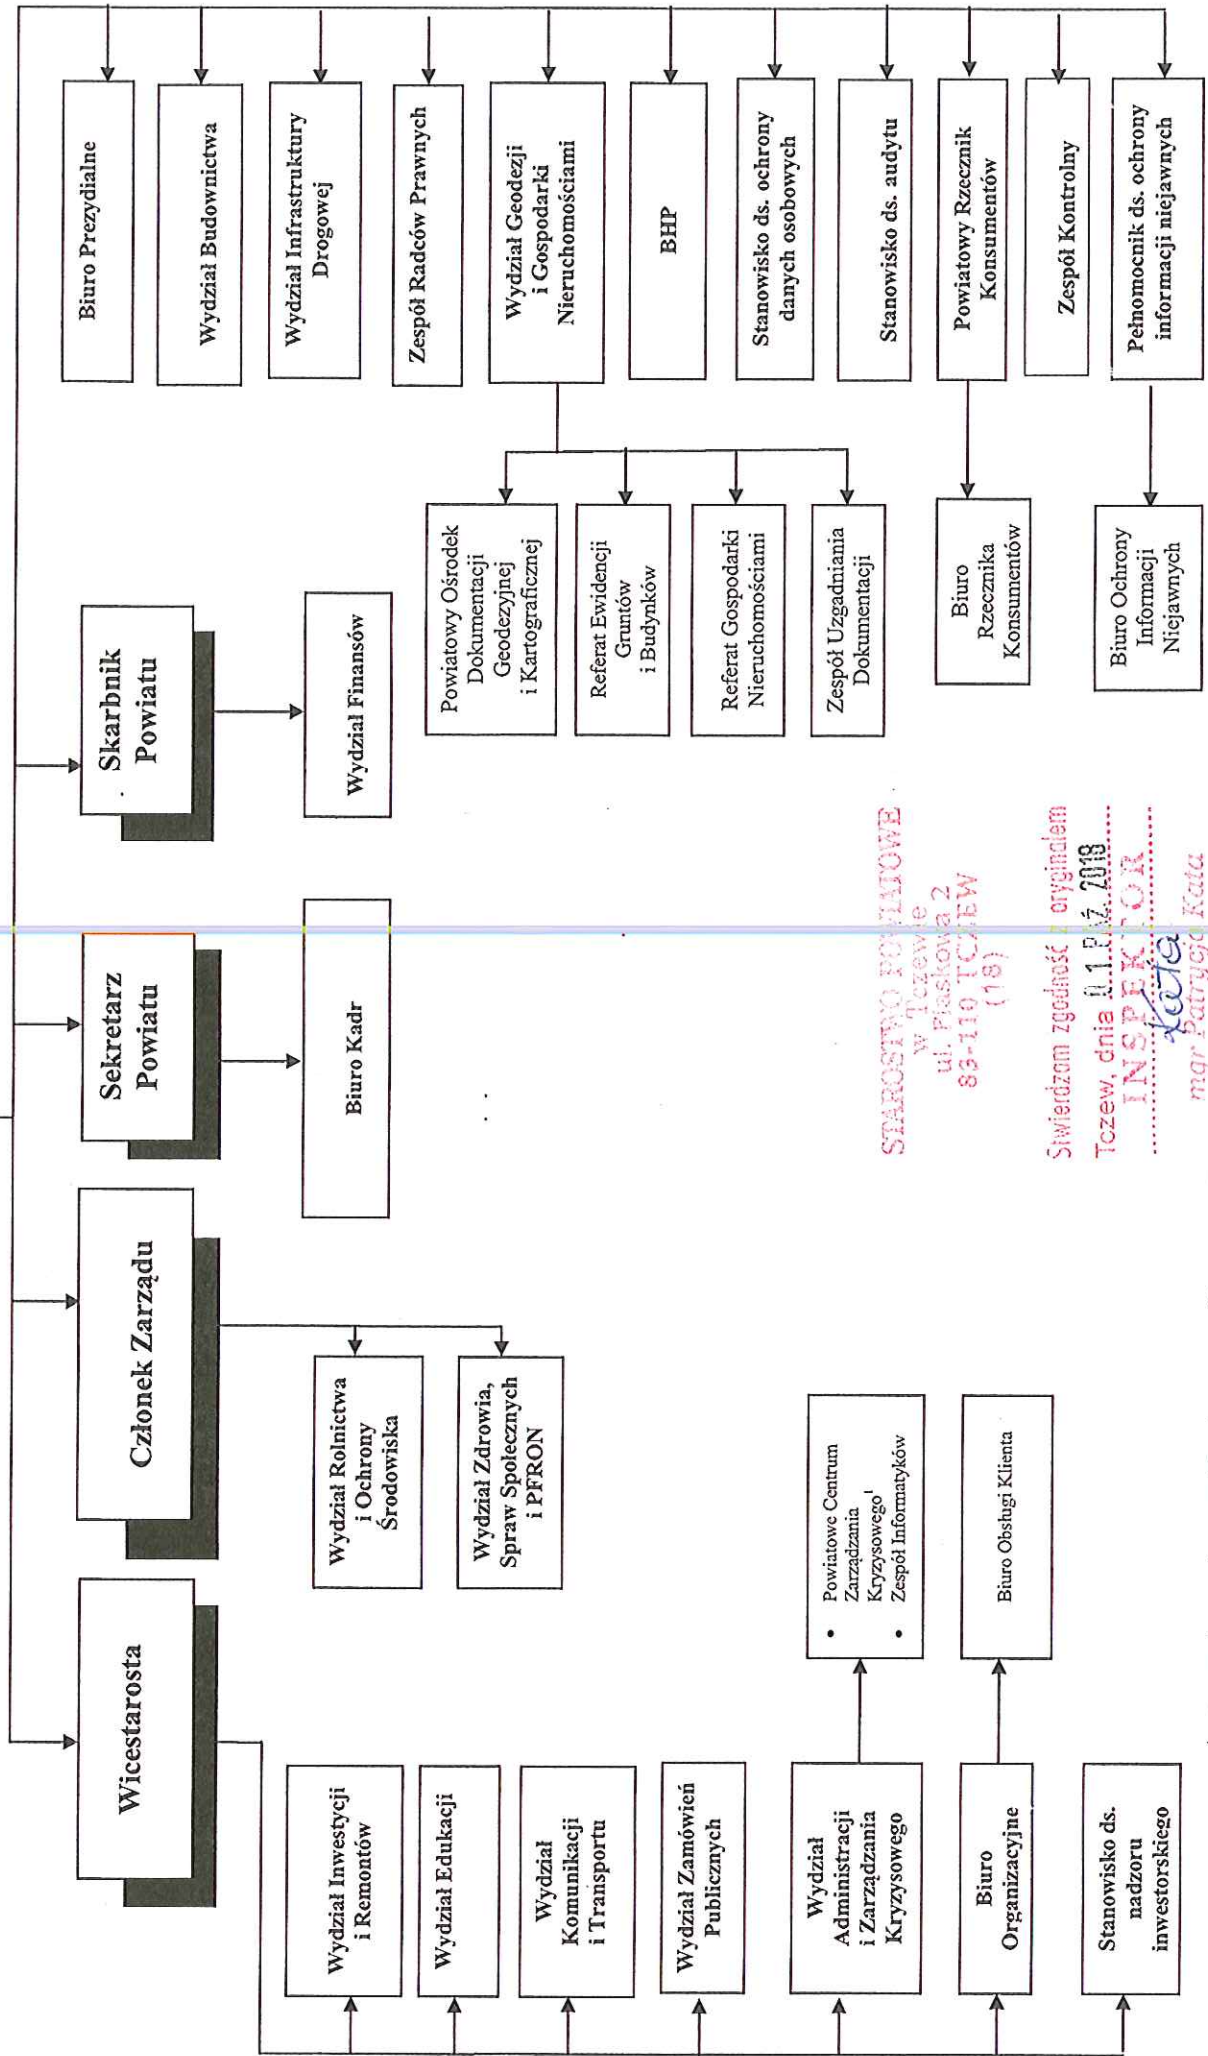 Wicestarosta
Członek Zarządu
Sekretarz
Powiatu
Skarbnik
Powiatu
Wydział Inwestycji
i Remontów
Wydział Edukacji
Wydział
Komunikacji
i Transportu
Wydział Zamówień
Publicznych
Wydział
Administracji
i Zarządzania
Kryzysowego
• Powiatowe Centrum
Zarządzania
Kryzysowego¹
• Zespół Informatyków
Biuro
Organizacyjne
Biuro Obsługi Klienta
Stanowisko ds.
nadzoru
inwestorskiego
Wydział Rolnictwa
i Ochrony
Środowiska
Wydział Zdrowia,
Spraw Społecznych
i PFRON
Biuro Kadr
Wydział Finansów
Biuro Prezydialne
Wydział Budownictwa
Wydział Infrastruktury
Drogowej
Zespół Radców Prawnych
Wydział Geodezji
i Gospodarki
Nieruchomościami
Powiatowy Ośrodek
Dokumentacji
Geodezyjnej
i Kartograficznej
Referat Ewidencji
Gruntów
i Budynków
Referat Gospodarki
Nieruchomościami
Zespół Uzgadniania
Dokumentacji
BHP
Stanowisko ds. ochrony
danych osobowych
Stanowisko ds. audytu
Powiatowy Rzecznik
Konsumentów
Biuro
Rzecznika
Konsumentów
Zespół Kontrolny
Pełnomocnik ds. ochrony
informacji niejawnych
Biuro Ochrony
Informacji
Niejawnych
STAROSTWO POWIATOWE
w Tczewie
ul. Piaskowa 2
83-110 TCZEW
(18)
Stwierdzam zgodność z oryginałem
Tczew, dnia 01. PAŹ. 2018
INSPEKTOR
Kata
mgr Patrycja Kata